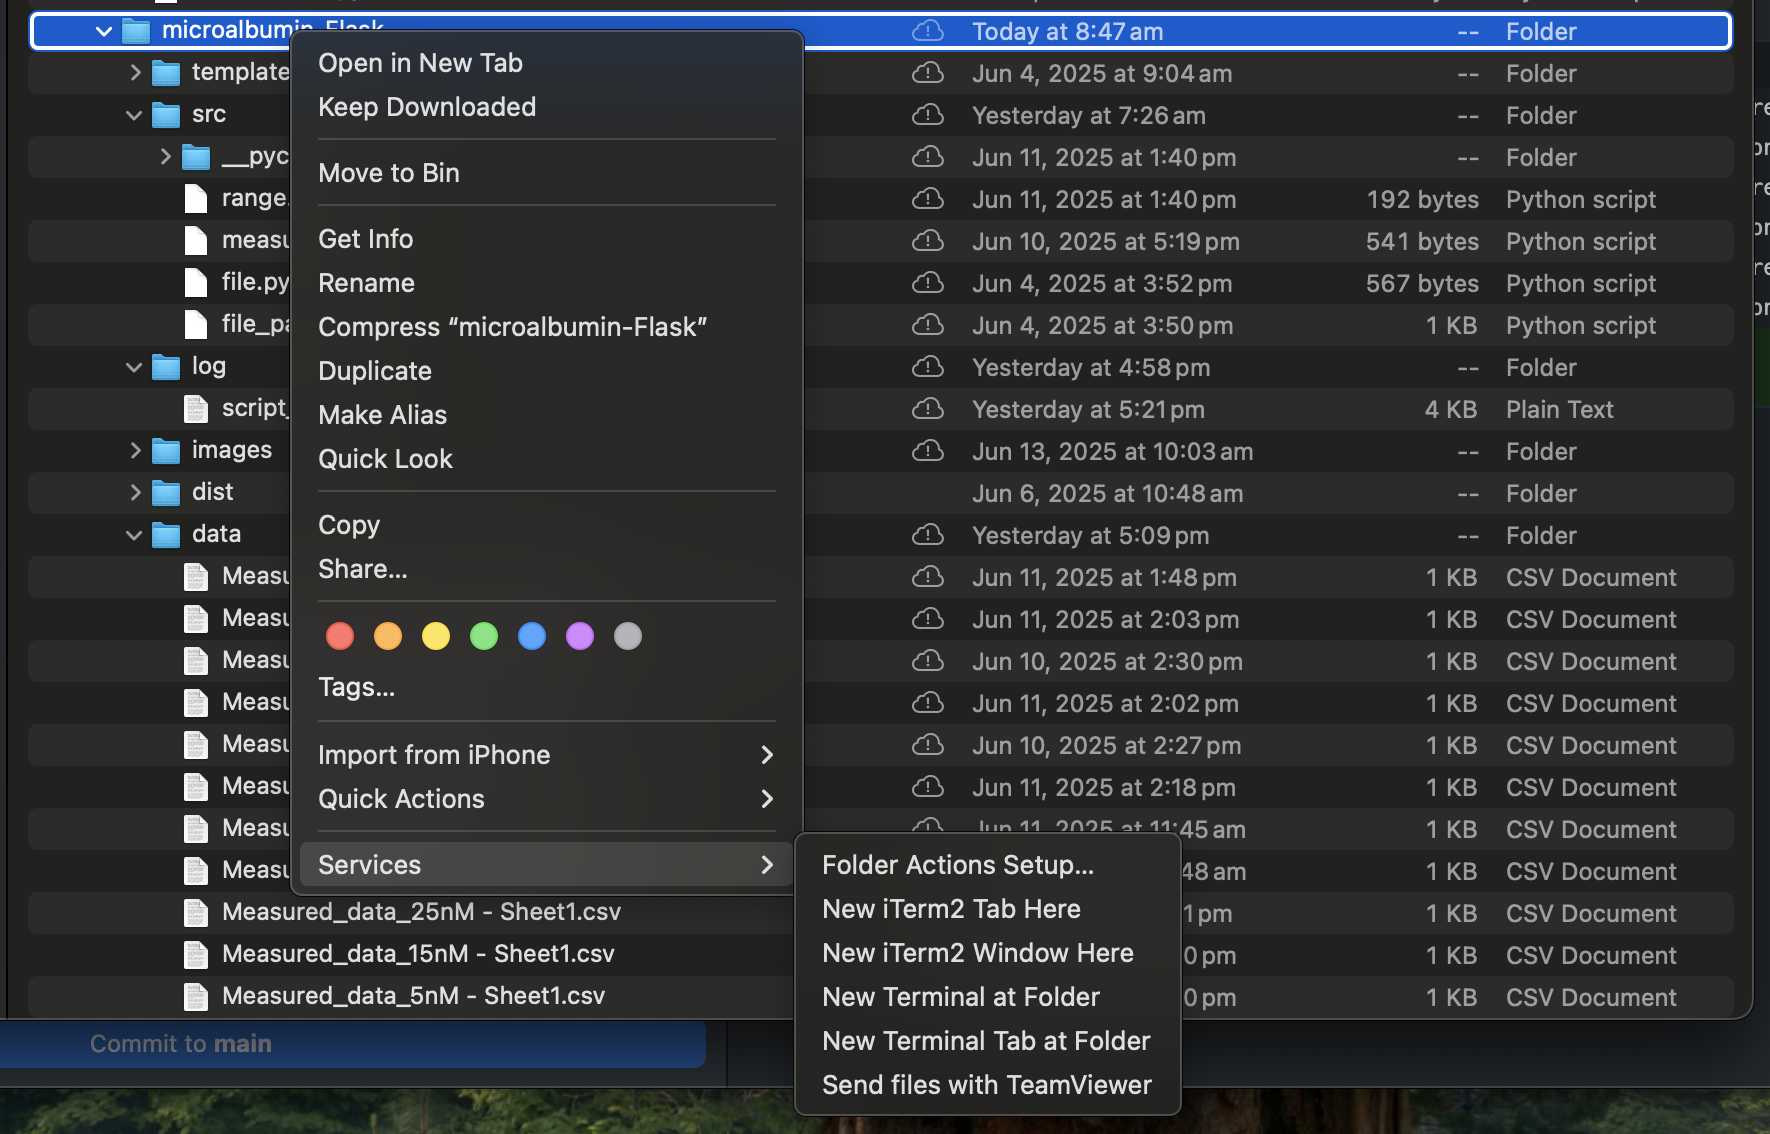 microalbumin-Flask Today at 8:47 am -- Folder
template Jun 4, 2025 at 9:04 am -- Folder
src Yesterday at 7:26 am -- Folder
__pyc Jun 11, 2025 at 1:40 pm -- Folder
range. Jun 11, 2025 at 1:40 pm 192 bytes Python script
measu Jun 10, 2025 at 5:19 pm 541 bytes Python script
file.py Jun 4, 2025 at 3:52 pm 567 bytes Python script
file_pa Jun 4, 2025 at 3:50 pm 1 KB Python script
log Yesterday at 4:58 pm -- Folder
script_ Yesterday at 5:21 pm 4 KB Plain Text
images Jun 13, 2025 at 10:03 am -- Folder
dist Jun 6, 2025 at 10:48 am -- Folder
data Yesterday at 5:09 pm -- Folder
Measu Jun 11, 2025 at 1:48 pm 1 KB CSV Document
Measu Jun 11, 2025 at 2:03 pm 1 KB CSV Document
Measu Jun 10, 2025 at 2:30 pm 1 KB CSV Document
Measu Jun 11, 2025 at 2:02 pm 1 KB CSV Document
Measu Jun 10, 2025 at 2:27 pm 1 KB CSV Document
Measu Jun 11, 2025 at 2:18 pm 1 KB CSV Document
Measu Jun 11, 2025 at 11:45 am 1 KB CSV Document
Measu 48 am 1 KB CSV Document
Measured_data_25nM - Sheet1.csv 1 pm 1 KB CSV Document
Measured_data_15nM - Sheet1.csv 0 pm 1 KB CSV Document
Measured_data_5nM - Sheet1.csv 0 pm 1 KB CSV Document
Commit to main
Open in New Tab
Keep Downloaded
Move to Bin
Get Info
Rename
Compress “microalbumin-Flask”
Duplicate
Make Alias
Quick Look
Copy
Share...
Tags...
Import from iPhone
Quick Actions
Services
Folder Actions Setup...
New iTerm2 Tab Here
New iTerm2 Window Here
New Terminal at Folder
New Terminal Tab at Folder
Send files with TeamViewer